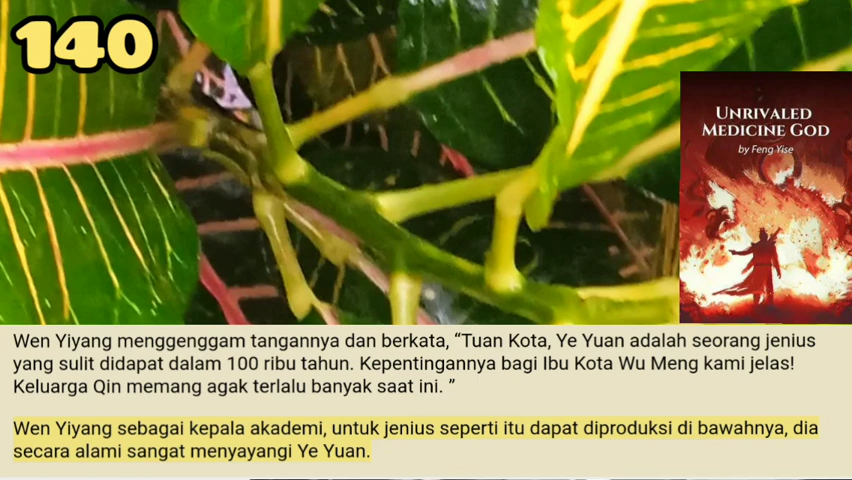 140
UNRIVALED
MEDICINE GOD
by Feng Yise
Wen Yiyang menggenggam tangannya dan berkata, “Tuan Kota, Ye Yuan adalah seorang jenius
yang sulit didapat dalam 100 ribu tahun. Kepentingannya bagi Ibu Kota Wu Meng kami jelas!
Keluarga Qin memang agak terlalu banyak saat ini. ”
Wen Yiyang sebagai kepala akademi, untuk jenius seperti itu dapat diproduksi di bawahnya, dia
secara alami sangat menyayangi Ye Yuan.